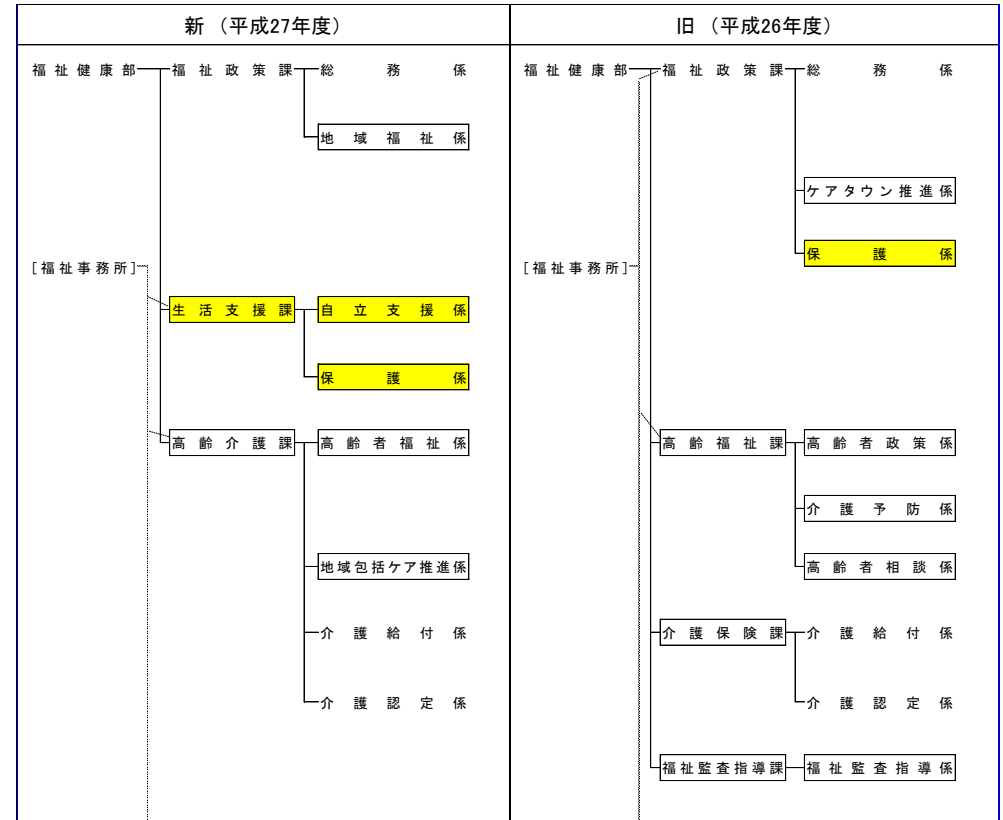 新（平成27年度）
福祉健康部 福祉政策課 総務係
地域福祉係
[福祉事務所]
生活支援課 自立支援係
保護係
高齢介護課 高齢者福祉係
地域包括ケア推進係
介護給付係
介護認定係
旧（平成26年度）
福祉健康部 福祉政策課 総務係
ケアタウン推進係
保護係
[福祉事務所]
高齢福祉課 高齢者政策係
介護予防係
高齢者相談係
介護保険課 介護給付係
介護認定係
福祉監査指導課 福祉監査指導係